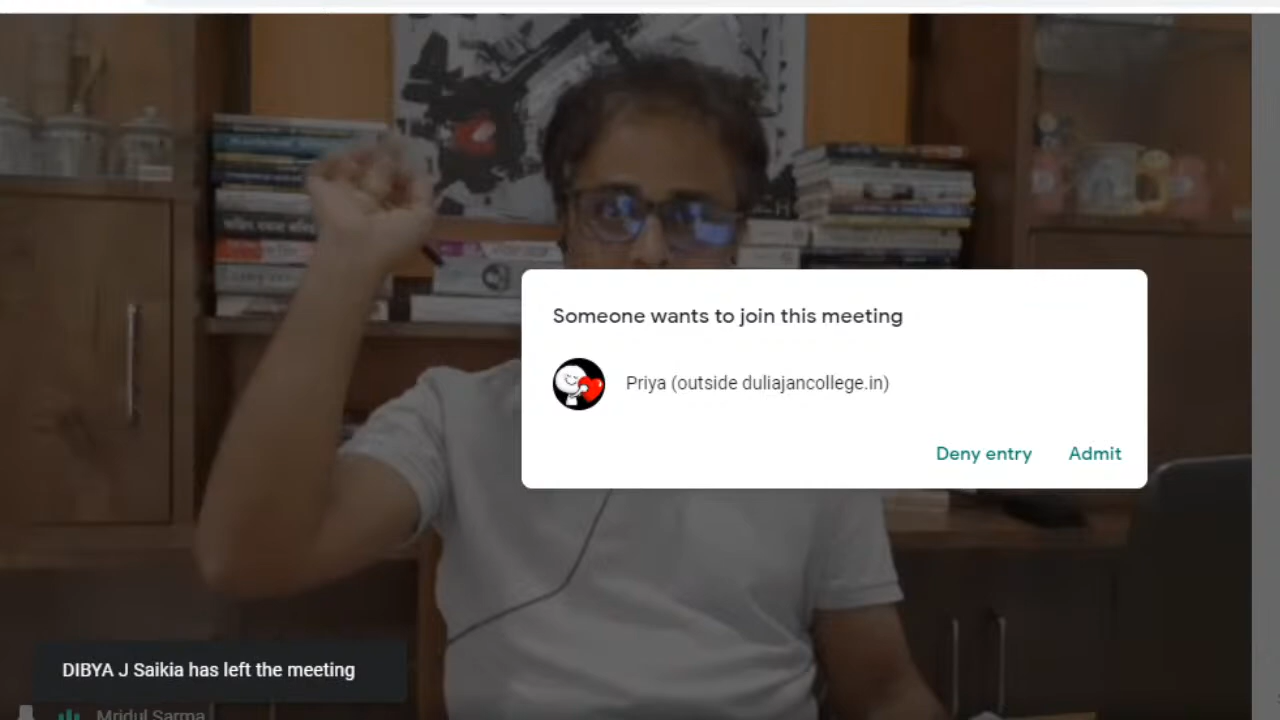 Someone wants to join this meeting
Priya (outside duliajancollege.in)
Deny entry Admit
DIBYA J Saikia has left the meeting
Mridul Sarma